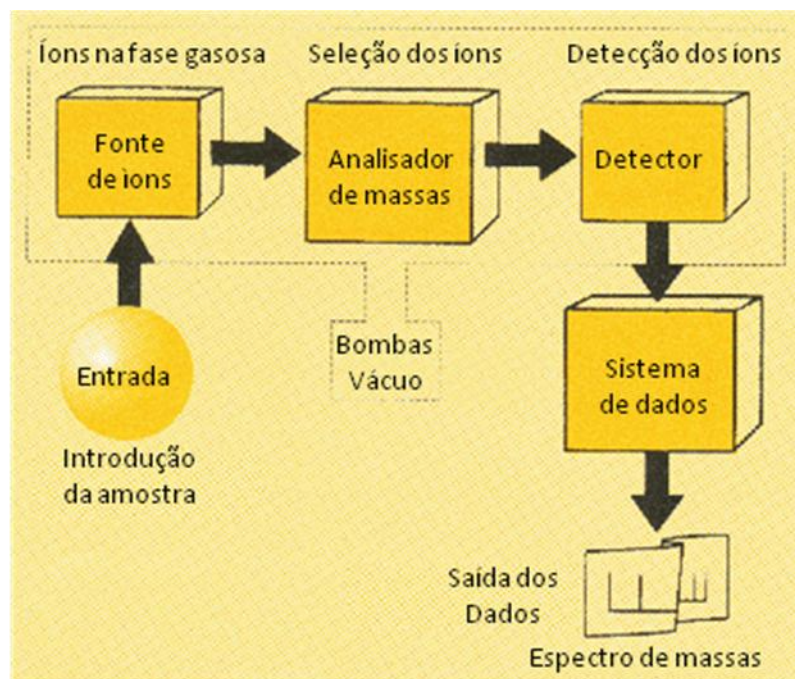 Íons na fase gasosa
Seleção dos íons
Detecção dos íons
Fonte
de ìons
Analisador
de massas
Detector
Entrada
Introdução
da amostra
Bombas
Vácuo
Sistema
de dados
Saída dos
Dados
Espectro de massas